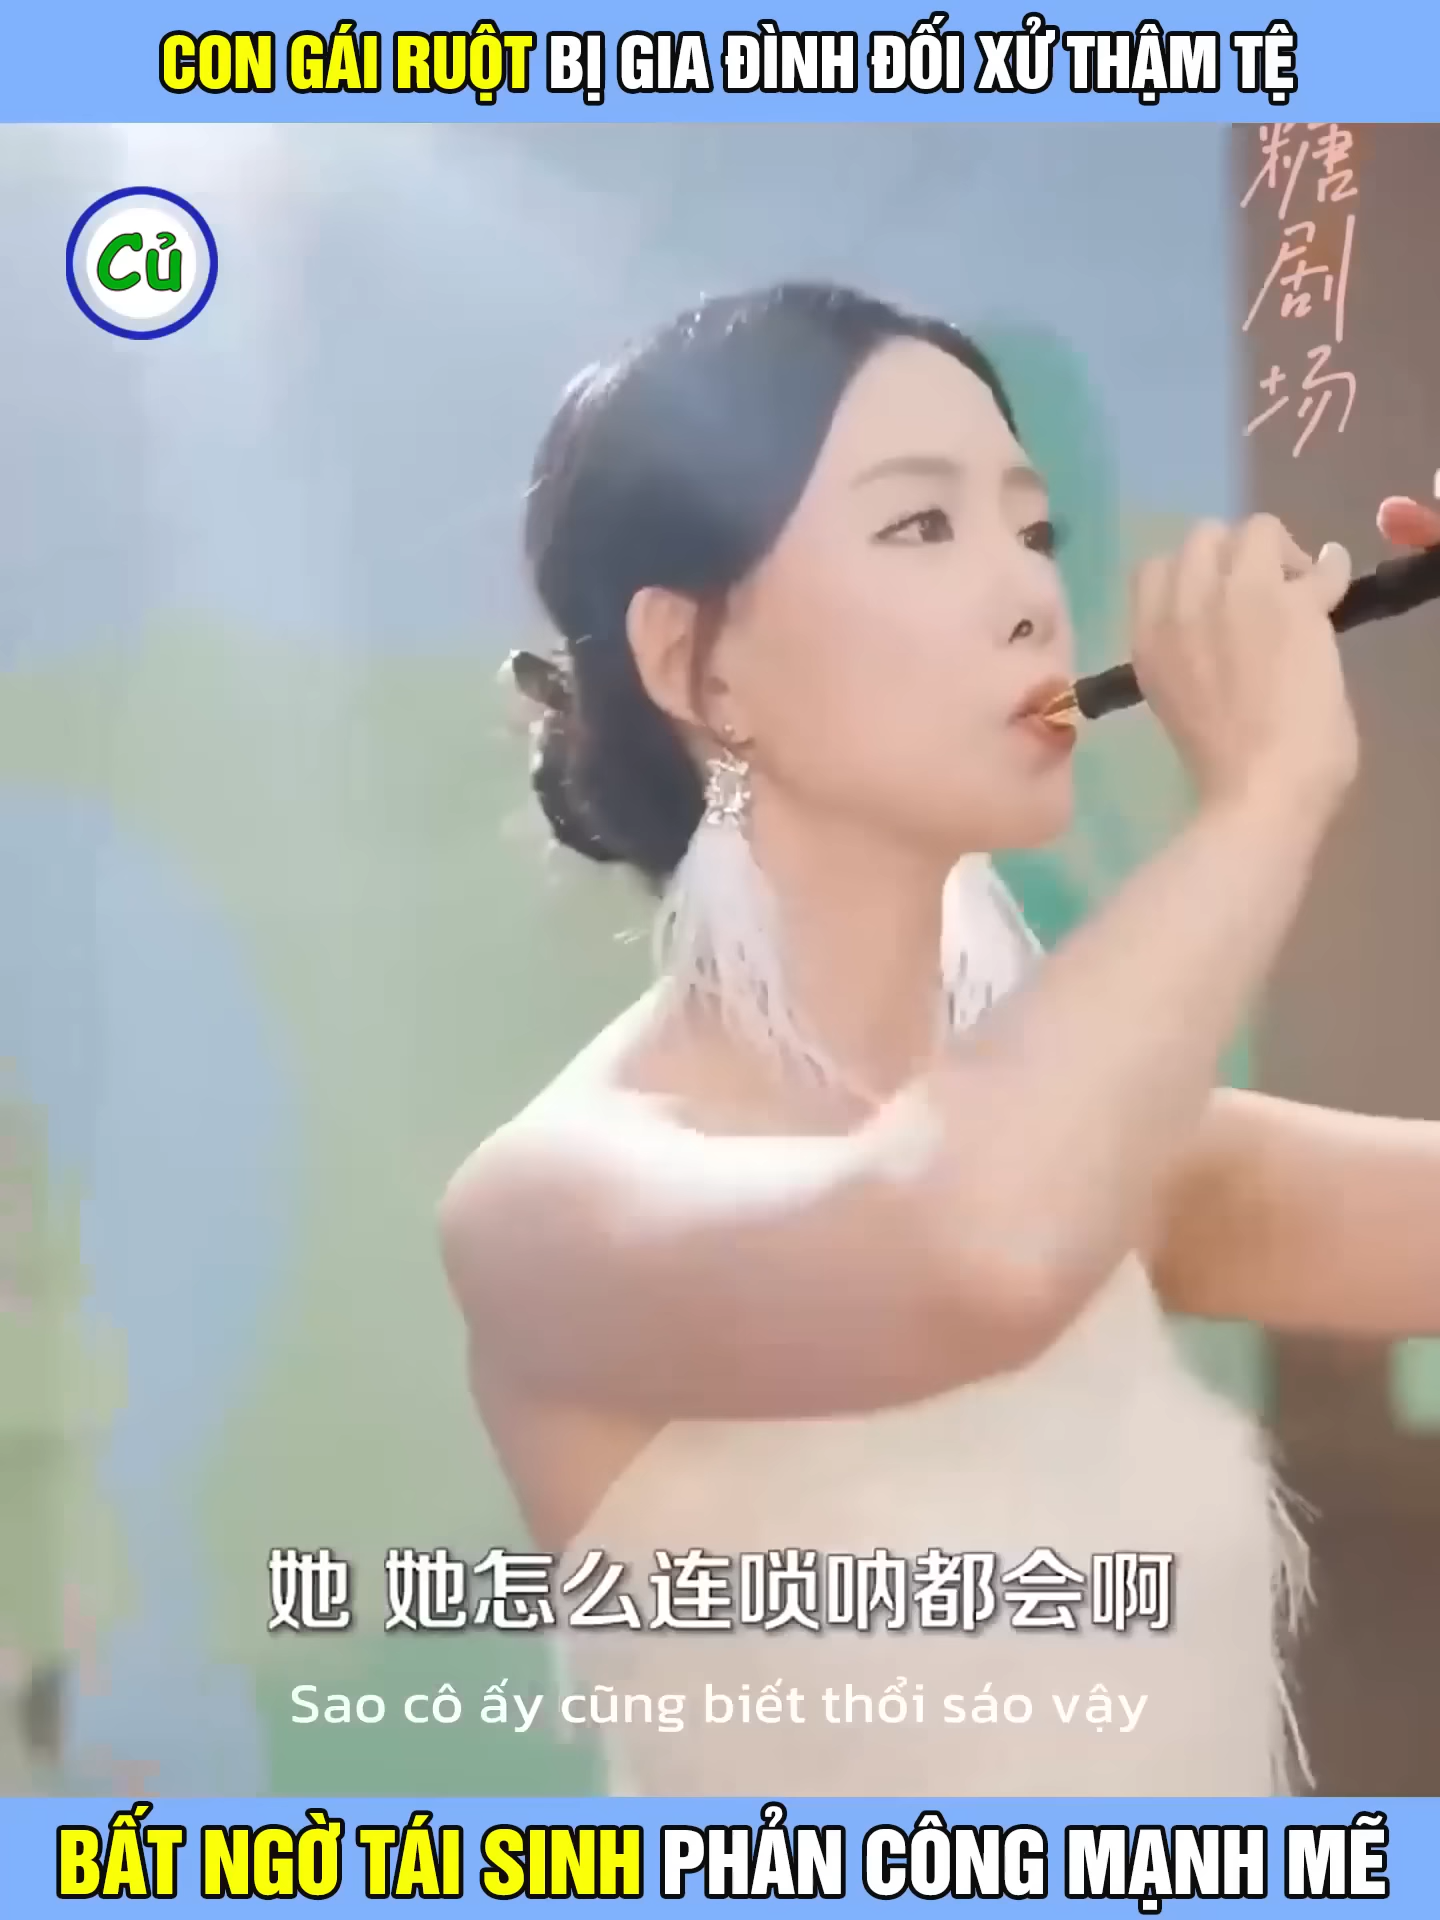 CON GÁI RUỘT BỊ GIA ĐÌNH ĐỐI XỬ THẬM TỆ
Củ
糖剧场
她 她怎么连唢呐都会啊
Sao cô ấy cũng biết thổi sáo vậy
BẤT NGỜ TÁI SINH PHẢN CÔNG MẠNH MẼ